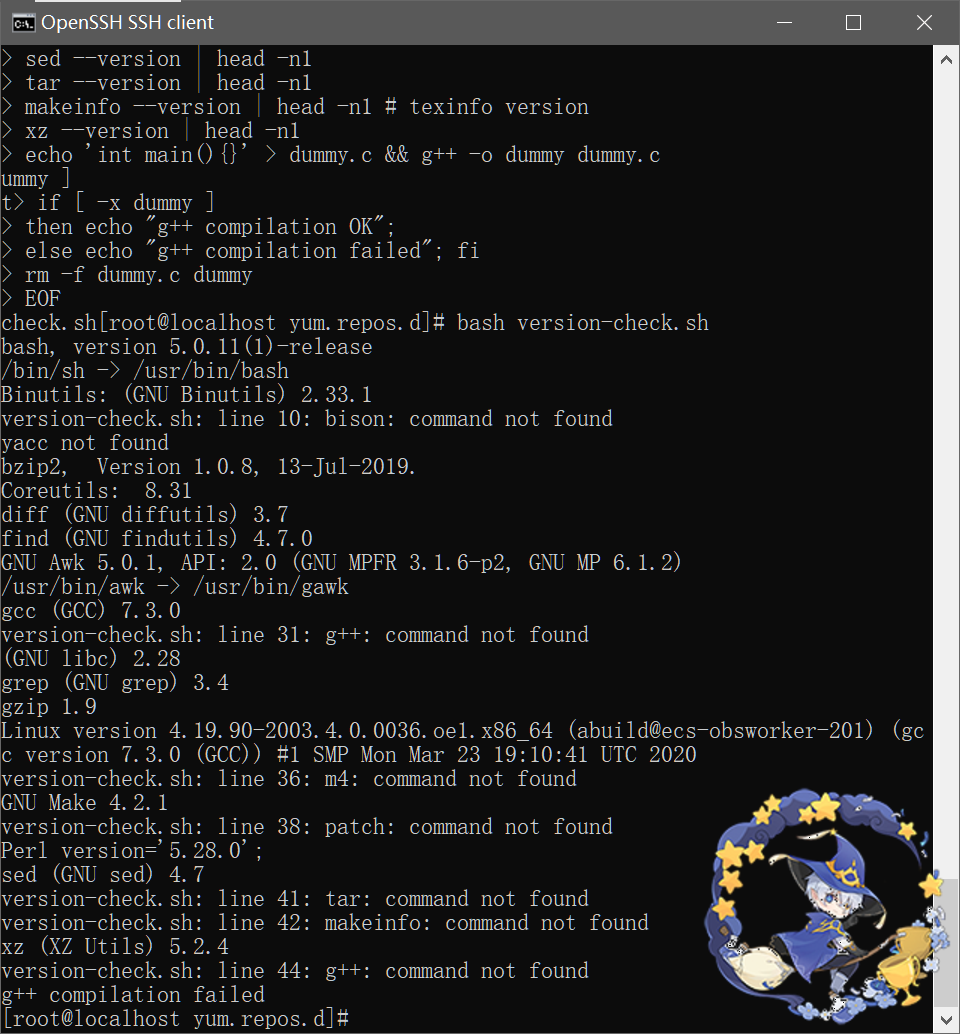 OpenSSH SSH client
> sed --version | head -n1
> tar --version | head -n1
> makeinfo --version | head -n1 # texinfo version
> xz --version | head -n1
> echo 'int main(){}' > dummy.c && g++ -o dummy dummy.c
ummy ]
t> if [ -x dummy ]
> then echo "g++ compilation OK";
> else echo "g++ compilation failed"; fi
> rm -f dummy.c dummy
> EOF
check.sh[root@localhost yum.repos.d]# bash version-check.sh
bash, version 5.0.11(1)-release
/bin/sh -> /usr/bin/bash
Binutils: (GNU Binutils) 2.33.1
version-check.sh: line 10: bison: command not found
yacc not found
bzip2,  Version 1.0.8, 13-Jul-2019.
Coreutils:  8.31
diff (GNU diffutils) 3.7
find (GNU findutils) 4.7.0
GNU Awk 5.0.1, API: 2.0 (GNU MPFR 3.1.6-p2, GNU MP 6.1.2)
/usr/bin/awk -> /usr/bin/gawk
gcc (GCC) 7.3.0
version-check.sh: line 31: g++: command not found
(GNU libc) 2.28
grep (GNU grep) 3.4
gzip 1.9
Linux version 4.19.90-2003.4.0.0036.oe1.x86_64 (abuild@ecs-obsworker-201) (gc
c version 7.3.0 (GCC)) #1 SMP Mon Mar 23 19:10:41 UTC 2020
version-check.sh: line 36: m4: command not found
GNU Make 4.2.1
version-check.sh: line 38: patch: command not found
Perl version='5.28.0';
sed (GNU sed) 4.7
version-check.sh: line 41: tar: command not found
version-check.sh: line 42: makeinfo: command not found
xz (XZ Utils) 5.2.4
version-check.sh: line 44: g++: command not found
g++ compilation failed
[root@localhost yum.repos.d]#